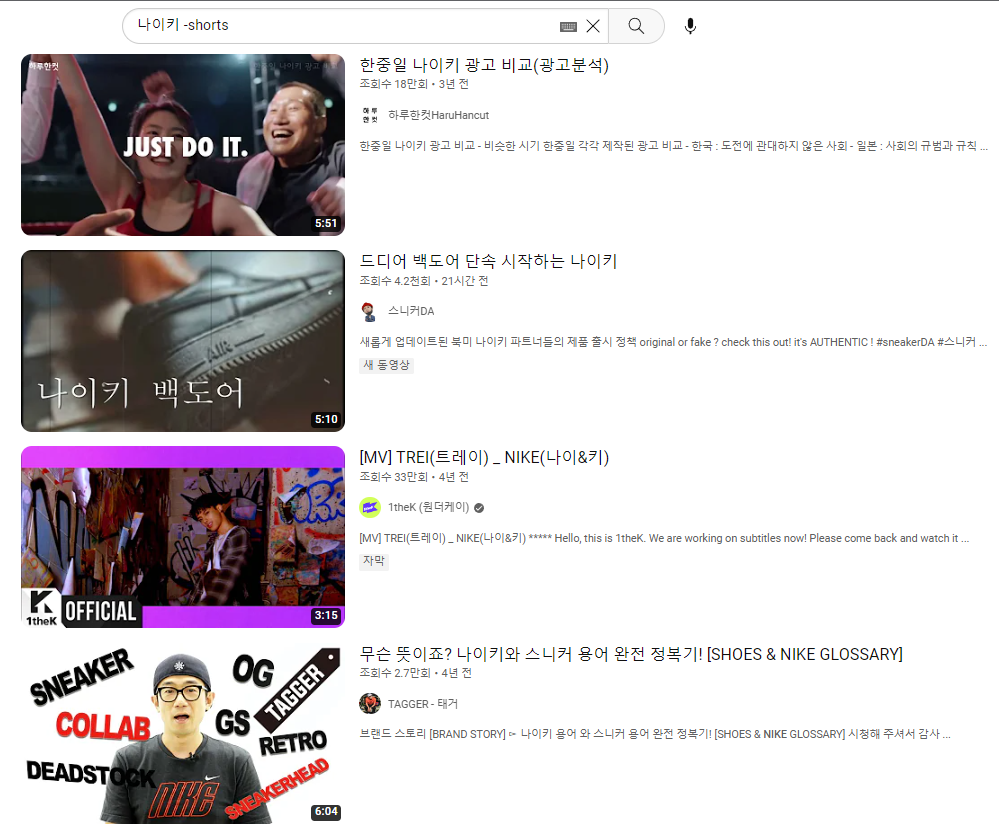 나이키 -shorts
하루한컷
한중일 나이키 광고 비교
JUST DO IT.
5:51
한중일 나이키 광고 비교(광고분석)
조회수 18만회 • 3년 전
하루
한컷
하루한컷HaruHancut
한중일 나이키 광고 비교 - 비슷한 시기 한중일 각각 제작된 광고 비교 - 한국 : 도전에 관대하지 않은 사회 - 일본 : 사회의 규범과 규칙 ...
Air
나이키 백도어
5:10
드디어 백도어 단속 시작하는 나이키
조회수 4.2천회 • 21시간 전
스니커DA
새롭게 업데이트된 북미 나이키 파트너들의 제품 출시 정책 original or fake ? check this out! it's AUTHENTIC ! #sneakerDA #스니커 ...
새 동영상
K
1theK
OFFICIAL
3:15
[MV] TREI(트레이) _ NIKE(나이&키)
조회수 33만회 • 4년 전
1theK (원더케이)
[MV] TREI(트레이) _ NIKE(나이&키) ***** Hello, this is 1theK. We are working on subtitles now! Please come back and watch it ...
자막
SNEAKER
OG
TAGGER
COLLAB
GS
RETRO
DEADSTOCK
NIKE
SNEAKERHEAD
6:04
무슨 뜻이죠? 나이키와 스니커 용어 완전 정복기! [SHOES & NIKE GLOSSARY]
조회수 2.7만회 • 4년 전
TAGGER - 태거
브랜드 스토리 [BRAND STORY] ▻ 나이키 용어 와 스니커 용어 완전 정복기! [SHOES & NIKE GLOSSARY] 시청해 주셔서 감사 ...